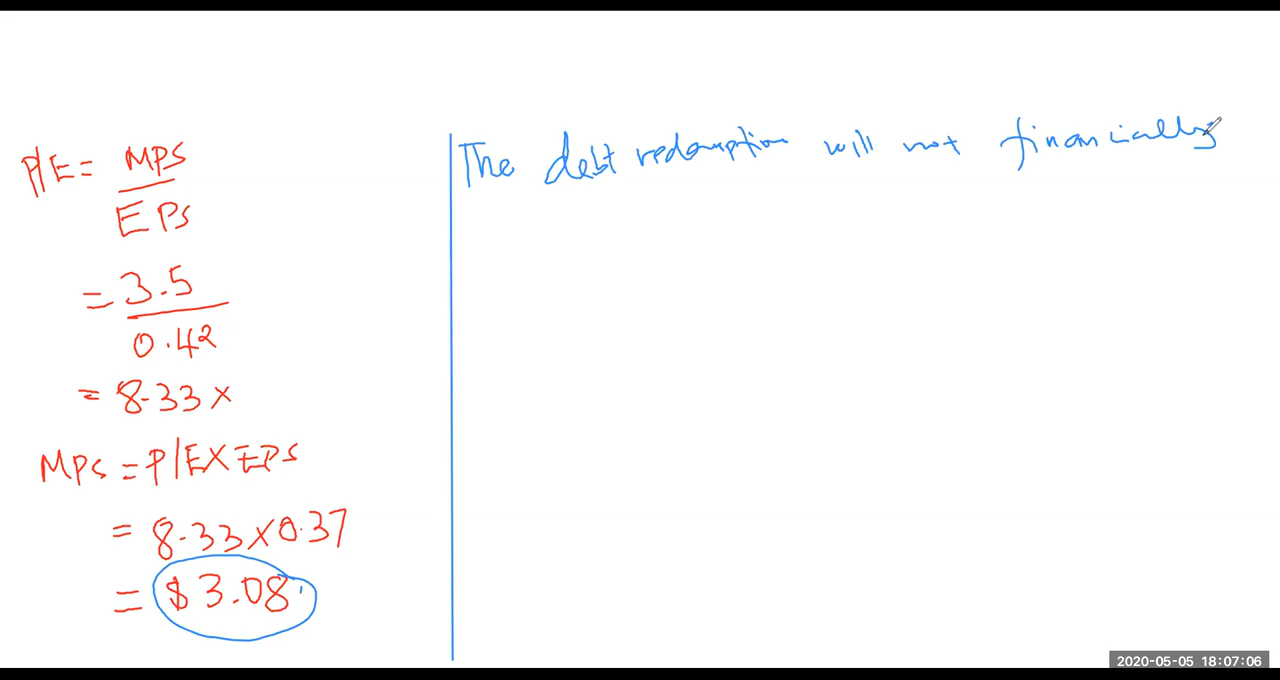 P/E = MPS
EPS
= 3.5
0.42
= 8.33x
MPS = P/E X EPS
= 8.33 x 0.37
= $3.08
The debt redemption will not financially
2020-05-05 18:07:06